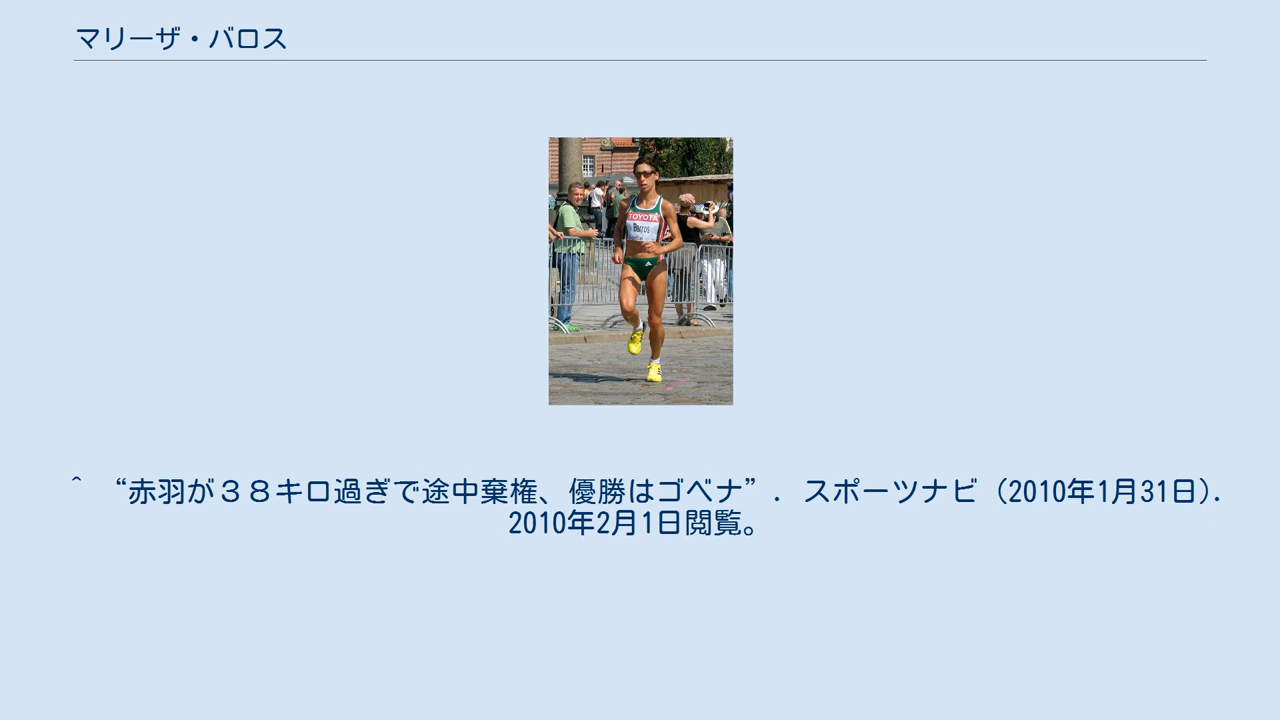 マリーザ・バロス
TOYOTA
Barros
^ “赤羽が３８キロ過ぎで途中棄権、優勝はゴベナ”. スポーツナビ (2010年1月31日).
2010年2月1日閲覧。